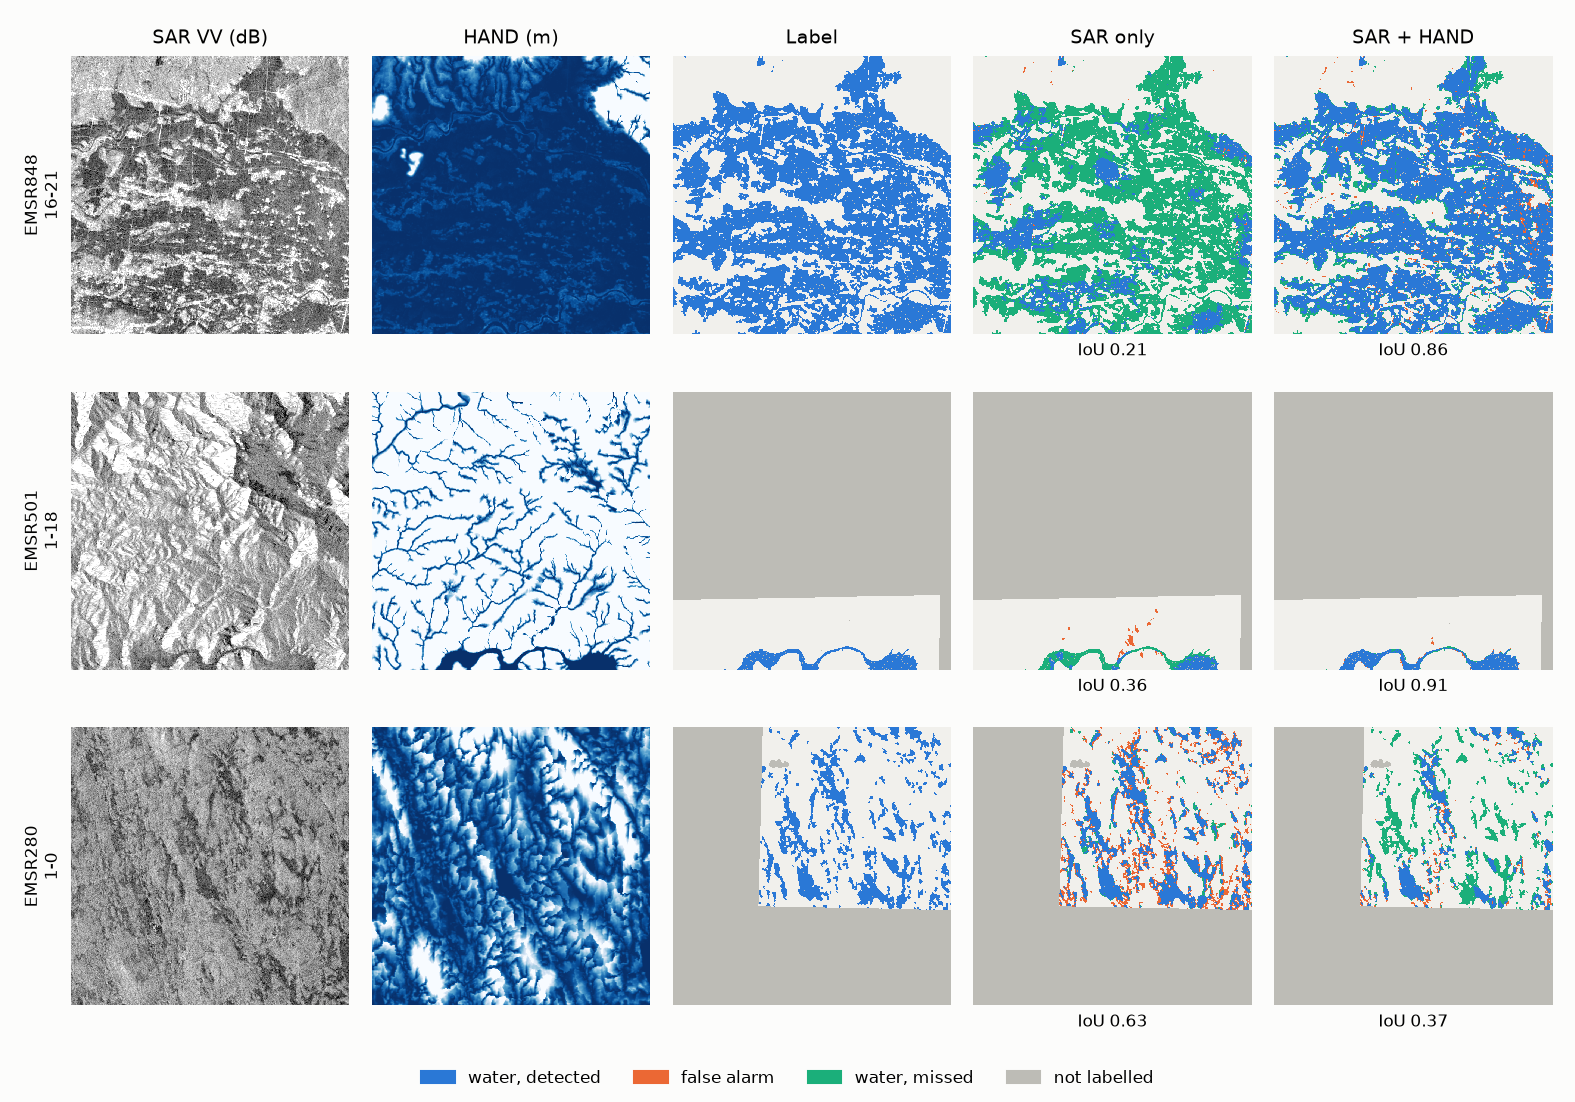 SAR VV (dB)
HAND (m)
Label
SAR only
SAR + HAND
EMSR848
16-21
IoU 0.21
IoU 0.86
EMSR501
1-18
IoU 0.36
IoU 0.91
EMSR280
1-0
IoU 0.63
IoU 0.37
water, detected
false alarm
water, missed
not labelled